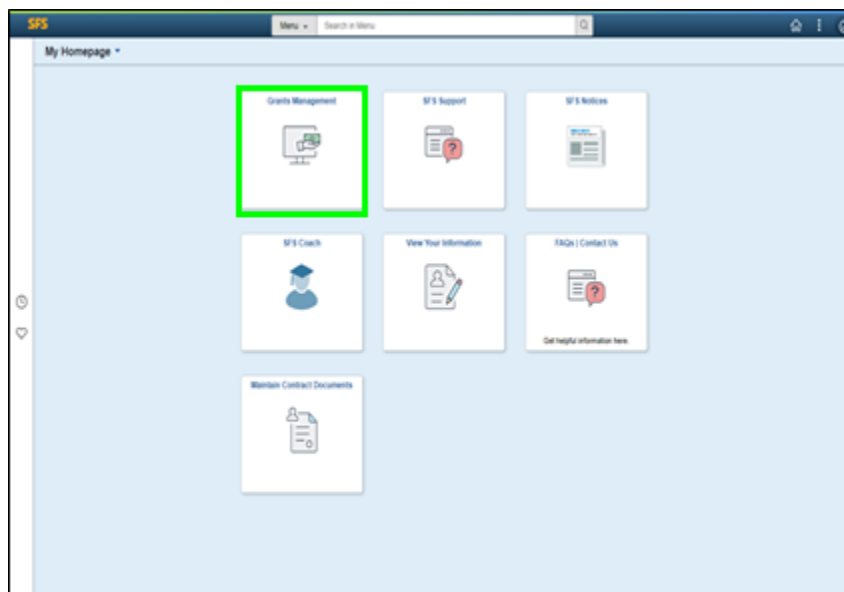 SFS
Menu
Search in Menu
My Homepage
Grants Management
SFS Support
SFS Notices
SFS Coach
View Your Information
FAQs | Contact Us
Get helpful information here.
Maintain Contract Documents